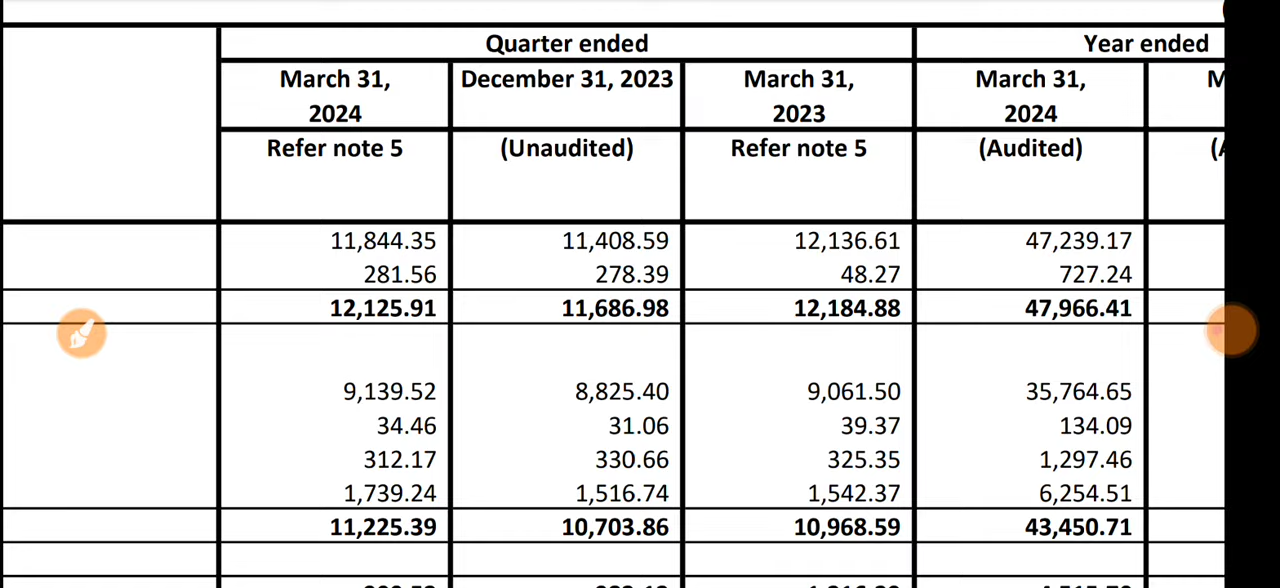 Quarter ended Year ended
March 31, December 31, 2023 March 31, March 31,
2024 2023 2024
Refer note 5 (Unaudited) Refer note 5 (Audited)
11,844.35 11,408.59 12,136.61 47,239.17
281.56 278.39 48.27 727.24
12,125.91 11,686.98 12,184.88 47,966.41
9,139.52 8,825.40 9,061.50 35,764.65
34.46 31.06 39.37 134.09
312.17 330.66 325.35 1,297.46
1,739.24 1,516.74 1,542.37 6,254.51
11,225.39 10,703.86 10,968.59 43,450.71